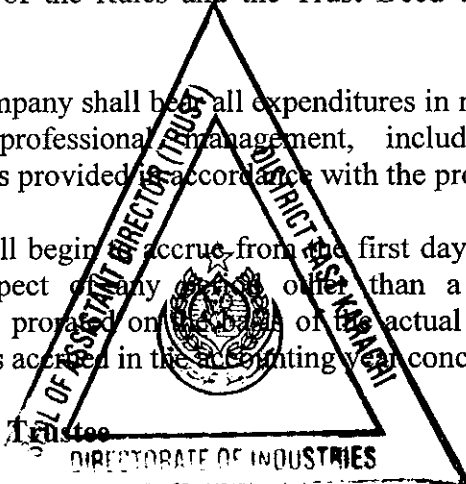 of the Rules and the Trust Deed
mpany shall bear all expenditures in
professional management, includ
s provided in accordance with the pro
ll begin to accrue from the first day
spect of any period other than a
prorated on the basis of the actual
s accrued in the accounting year conc
Trustee
OF ASSISTANT DIRECTOR (TRUST)
DISTRICT EAST KARACHI
DIRECTORATE OF INDUSTRIES